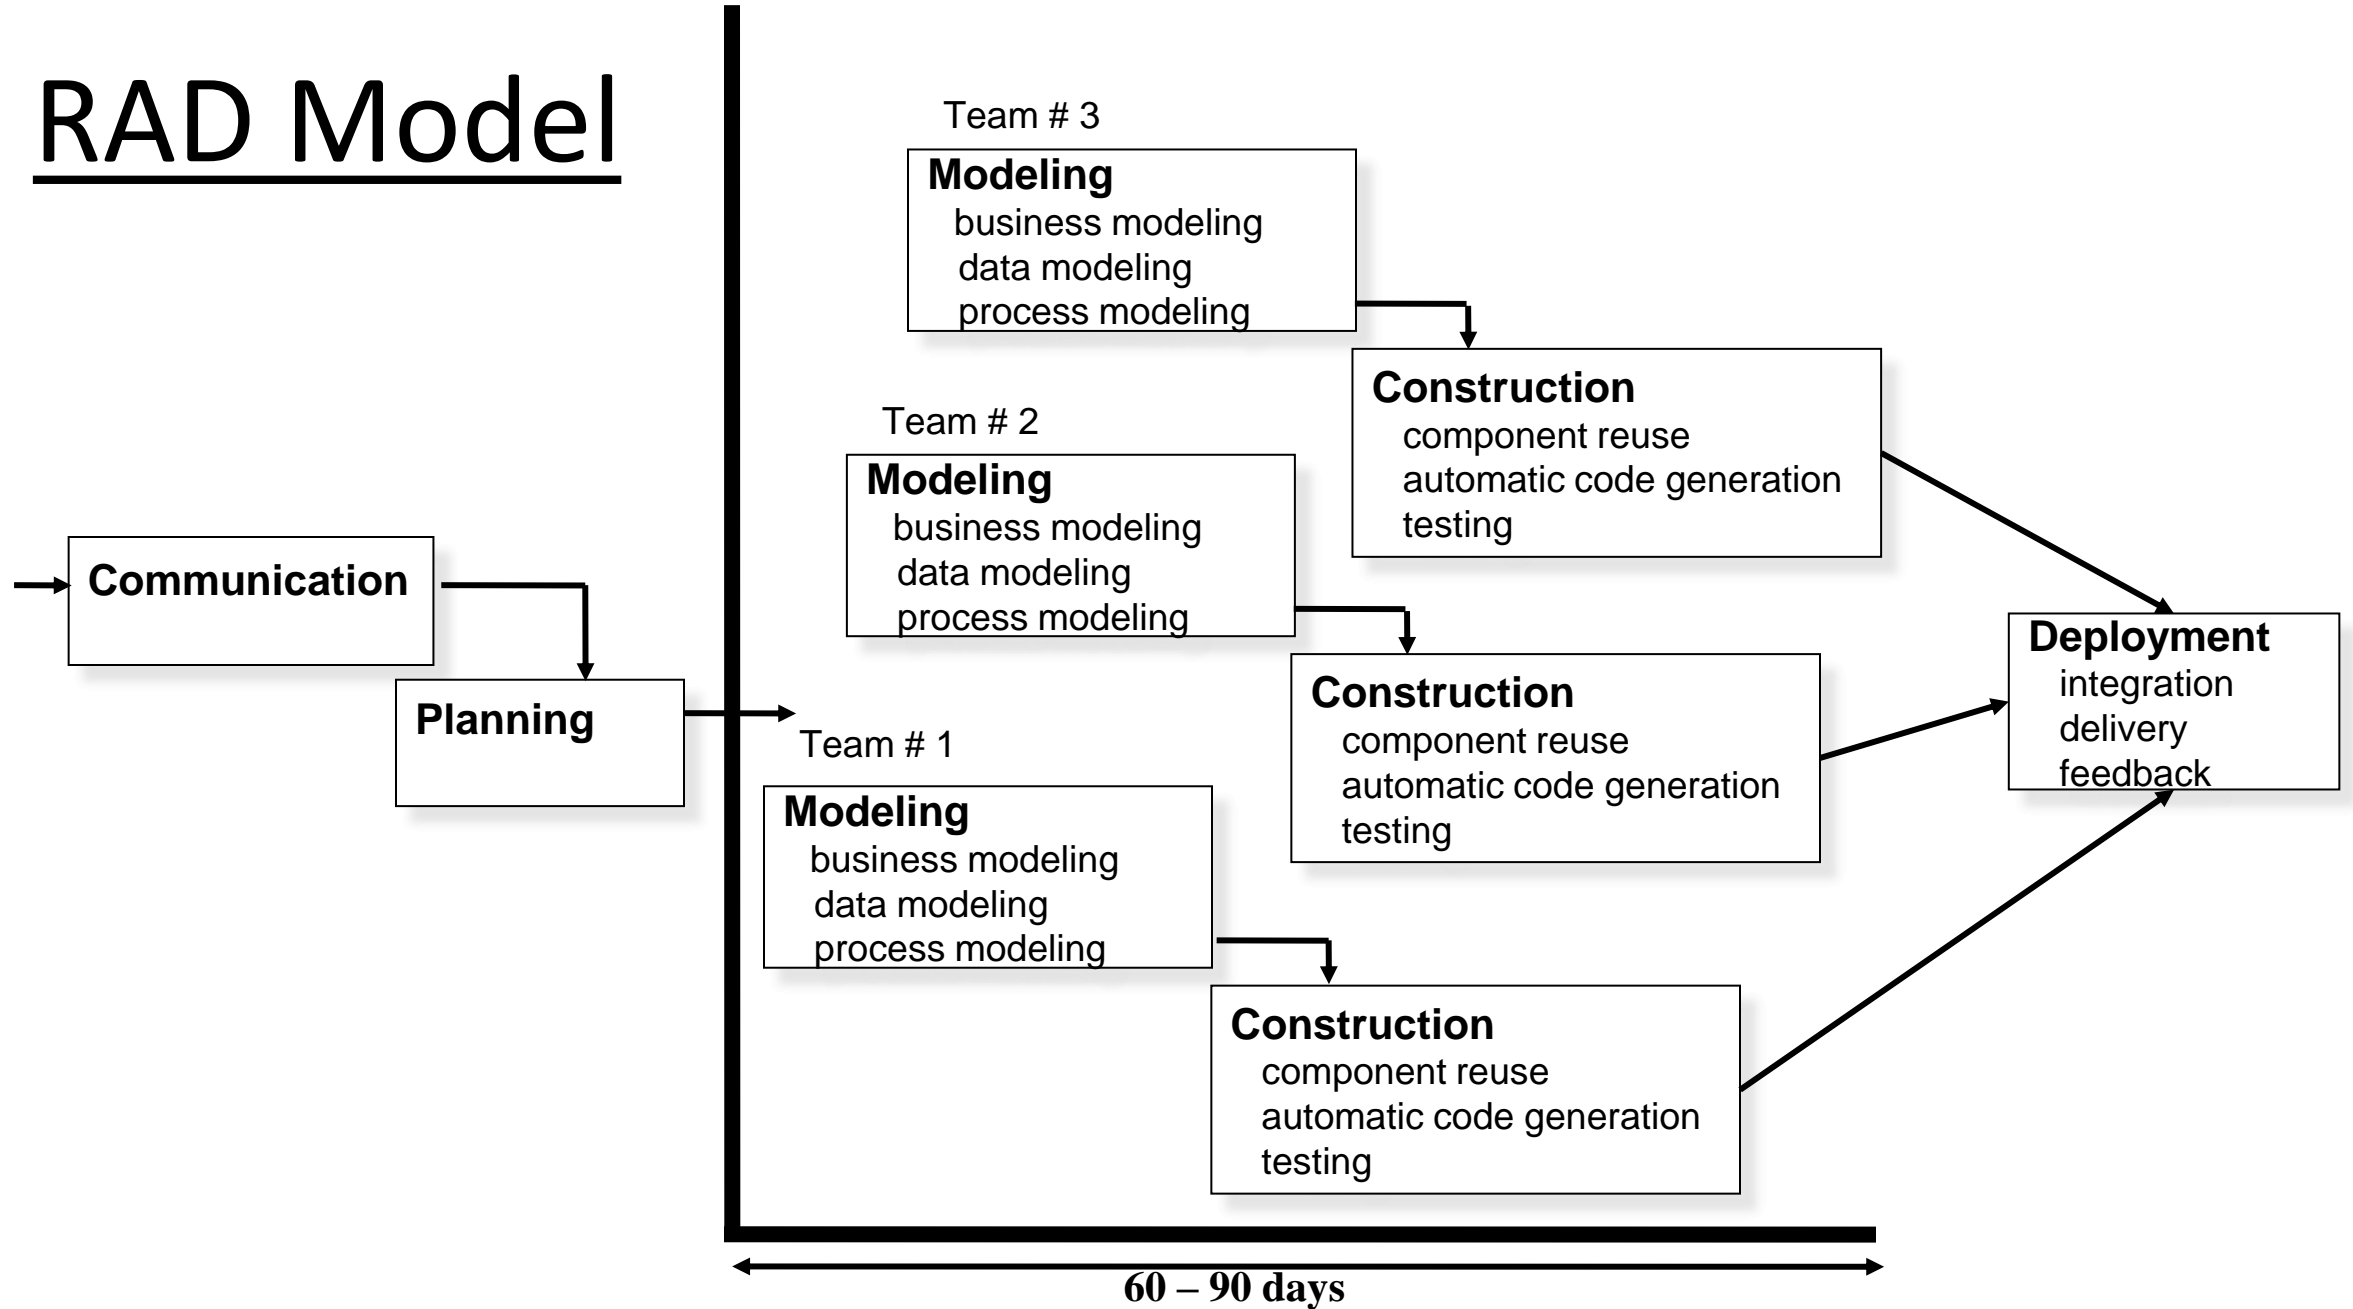 RAD Model
Team # 3
Modeling
business modeling
data modeling
process modeling
Construction
component reuse
automatic code generation
testing
Team # 2
Modeling
business modeling
data modeling
process modeling
Communication
Planning
Construction
component reuse
automatic code generation
testing
Deployment
integration
delivery
feedback
Team # 1
Modeling
business modeling
data modeling
process modeling
Construction
component reuse
automatic code generation
testing
60 – 90 days